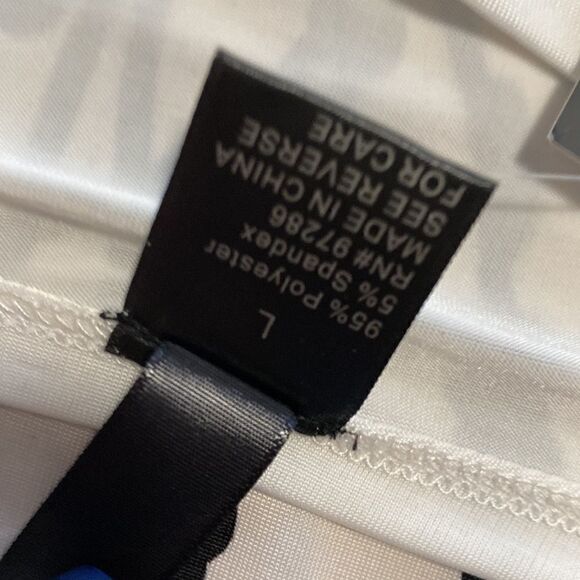 L
95% Polyester
5% Spandex
RN# 97286
MADE IN CHINA
SEE REVERSE
FOR CARE